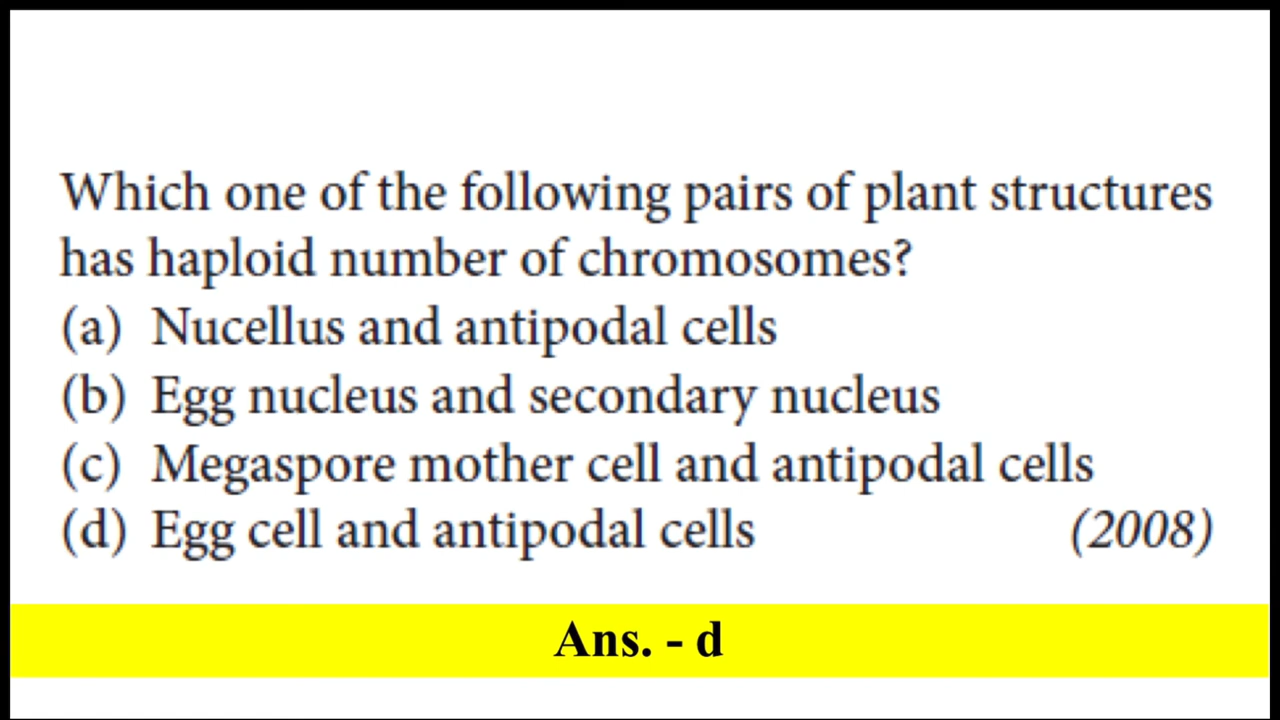 Which one of the following pairs of plant structures
has haploid number of chromosomes?
(a) Nucellus and antipodal cells
(b) Egg nucleus and secondary nucleus
(c) Megaspore mother cell and antipodal cells
(d) Egg cell and antipodal cells (2008)
Ans. - d